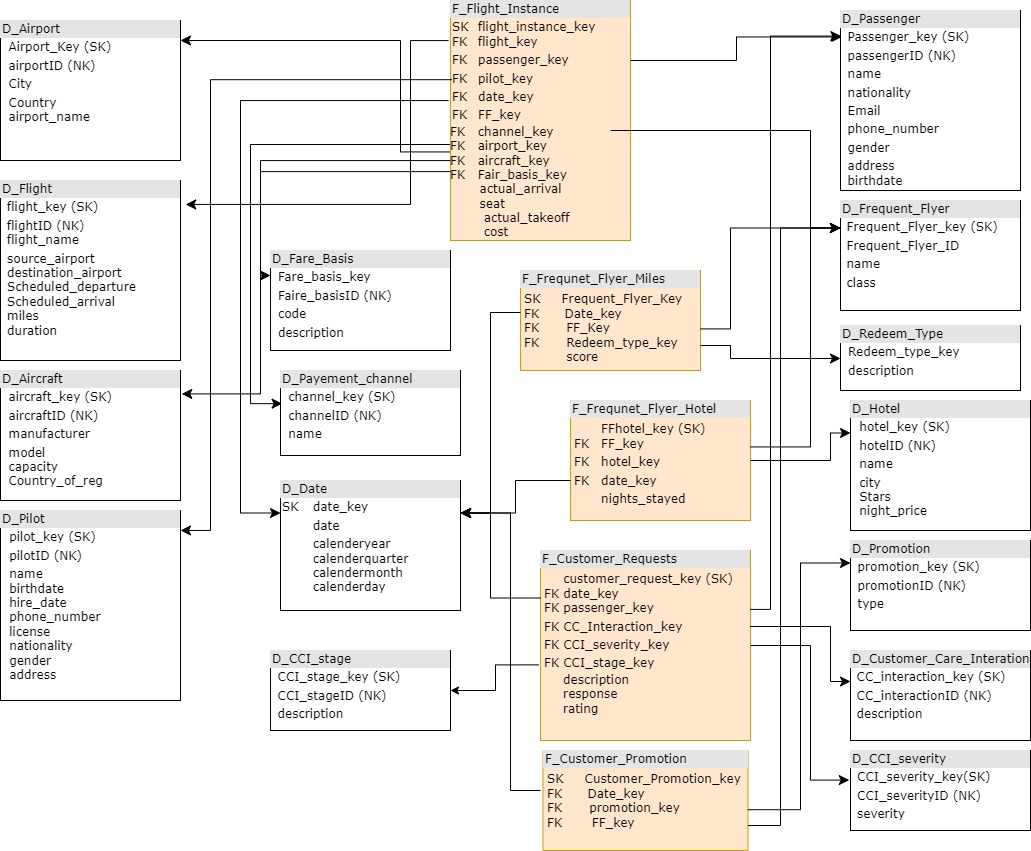 F_Flight_Instance
SK flight_instance_key
FK flight_key
FK passenger_key
FK pilot_key
FK date_key
FK FF_key
FK channel_key
FK airport_key
FK aircraft_key
FK Fair_basis_key
actual_arrival
seat
actual_takeoff
cost
D_Airport
Airport_Key (SK)
airportID (NK)
City
Country
airport_name
D_Flight
flight_key (SK)
flightID (NK)
flight_name
source_airport
destination_airport
Scheduled_departure
Scheduled_arrival
miles
duration
D_Aircraft
aircraft_key (SK)
aircraftID (NK)
manufacturer
model
capacity
Country_of_reg
D_Pilot
pilot_key (SK)
pilotID (NK)
name
birthdate
hire_date
phone_number
license
nationality
gender
address
D_Fare_Basis
Fare_basis_key
Faire_basisID (NK)
code
description
D_Payement_channel
channel_key (SK)
channelID (NK)
name
D_Date
SK date_key
date
calenderyear
calenderquarter
calendermonth
calenderday
D_CCI_stage
CCI_stage_key (SK)
CCI_stageID (NK)
description
F_Frequnet_Flyer_Miles
SK Frequent_Flyer_Key
FK Date_key
FK FF_Key
FK Redeem_type_key
score
F_Frequnet_Flyer_Hotel
FFhotel_key (SK)
FK FF_key
FK hotel_key
FK date_key
nights_stayed
F_Customer_Requests
customer_request_key (SK)
FK date_key
FK passenger_key
FK CC_Interaction_key
FK CCI_severity_key
FK CCI_stage_key
description
response
rating
F_Customer_Promotion
SK Customer_Promotion_key
FK Date_key
FK promotion_key
FK FF_key
D_Passenger
Passenger_key (SK)
passengerID (NK)
name
nationality
Email
phone_number
gender
address
birthdate
D_Frequent_Flyer
Frequent_Flyer_key (SK)
Frequent_Flyer_ID
name
class
D_Redeem_Type
Redeem_type_key
description
D_Hotel
hotel_key (SK)
hotelID (NK)
name
city
Stars
night_price
D_Promotion
promotion_key (SK)
promotionID (NK)
type
D_Customer_Care_Interation
CC_interaction_key (SK)
CC_interactionID (NK)
description
D_CCI_severity
CCI_severity_key(SK)
CCI_severityID (NK)
severity